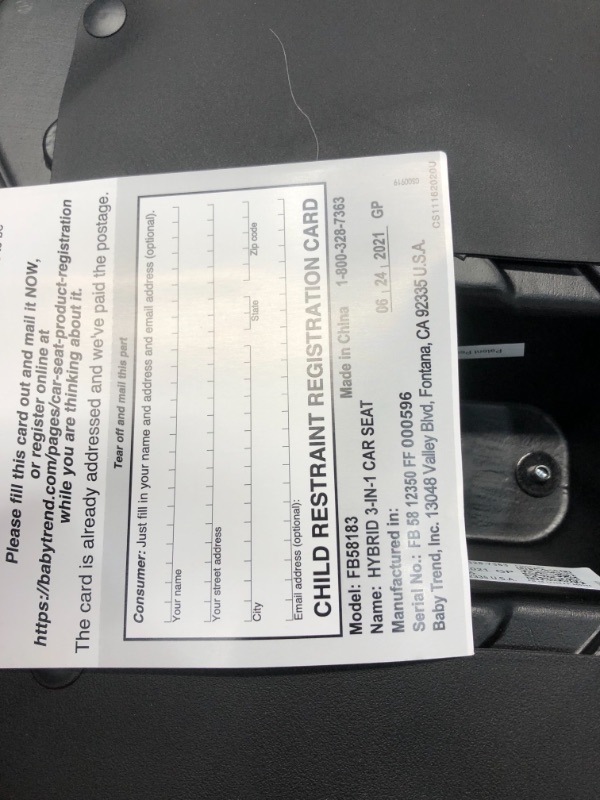 Please fill this card out and mail it NOW,
or register online at
https://babytrend.com/pages/car-seat-product-registration
while you are thinking about it.
The card is already addressed and we've paid the postage.
Tear off and mail this part
Consumer: Just fill in your name and address and email address (optional).
Your name
Your street address
City State Zip code
Email address (optional):
CHILD RESTRAINT REGISTRATION CARD
Model: FB58183 Made in China 1-800-328-7363
Name: HYBRID 3-IN-1 CAR SEAT
Manufactured in: 06 | 24 | 2021 GP
Serial No.: FB 58 12350 FF 000596
Baby Trend, Inc. 13048 Valley Blvd, Fontana, CA 92335 U.S.A.
CS11162020U